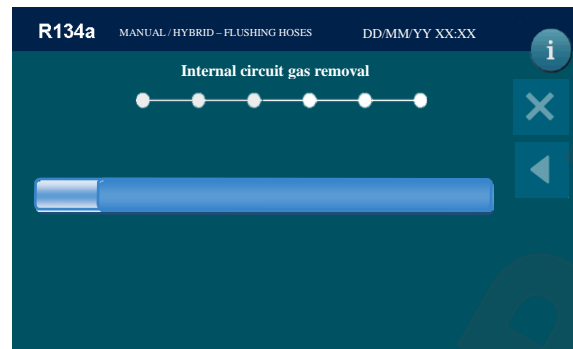 R134a MANUAL / HYBRID – FLUSHING HOSES DD/MM/YY XX:XX
i
Internal circuit gas removal